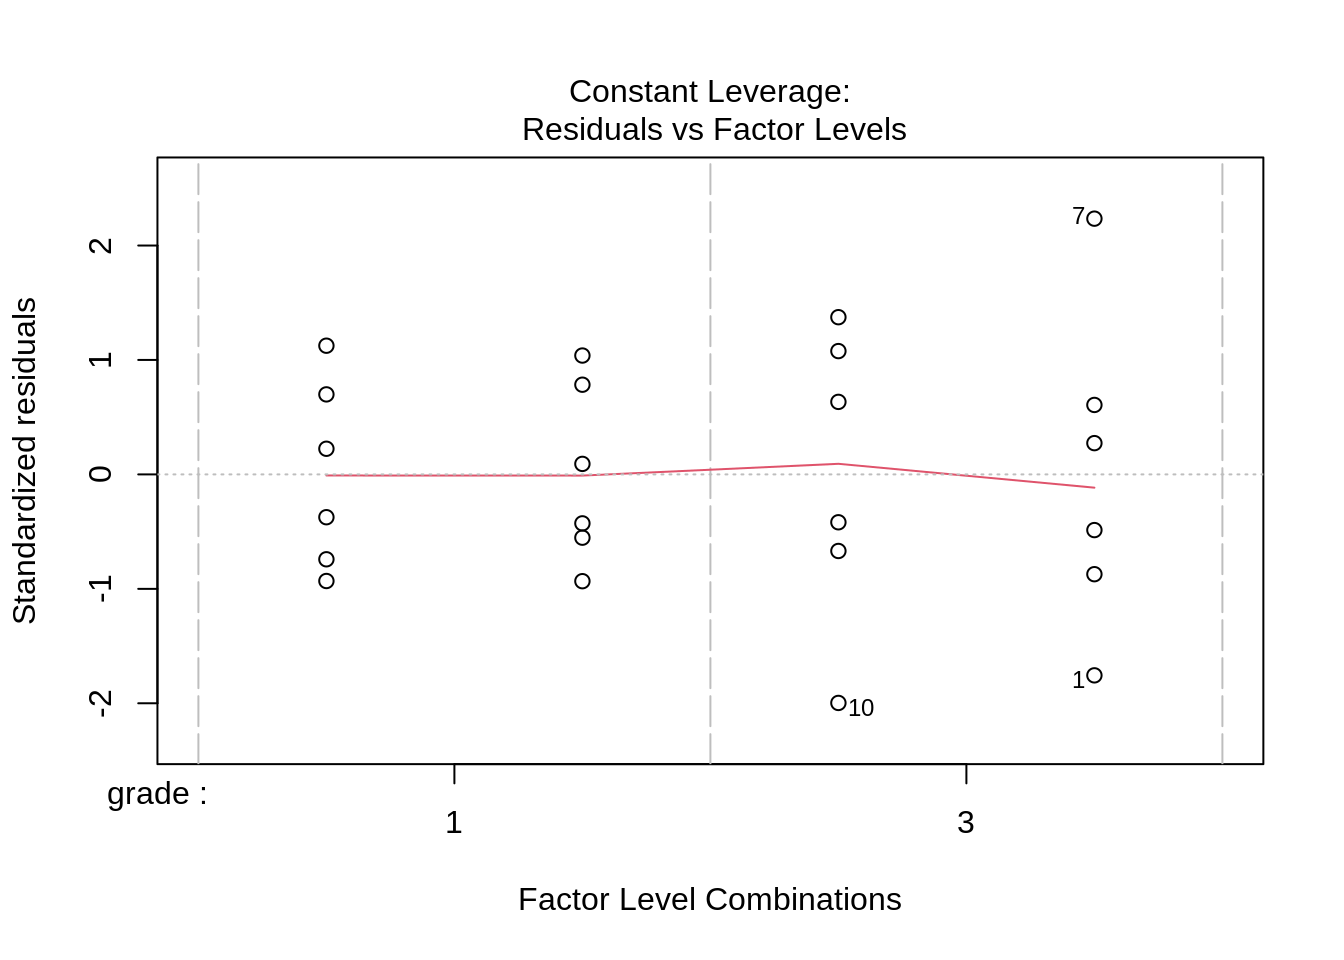 Constant Leverage:
Residuals vs Factor Levels
Standardized residuals
2
1
0
-1
-2
7
10
1
grade :
1
3
Factor Level Combinations